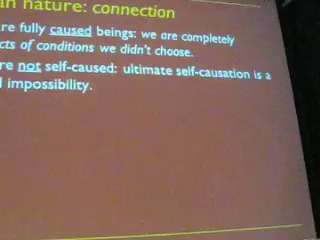 an nature: connection
re fully caused beings: we are completely
cts of conditions we didn't choose.
re not self-caused: ultimate self-causation is a
l impossibility.